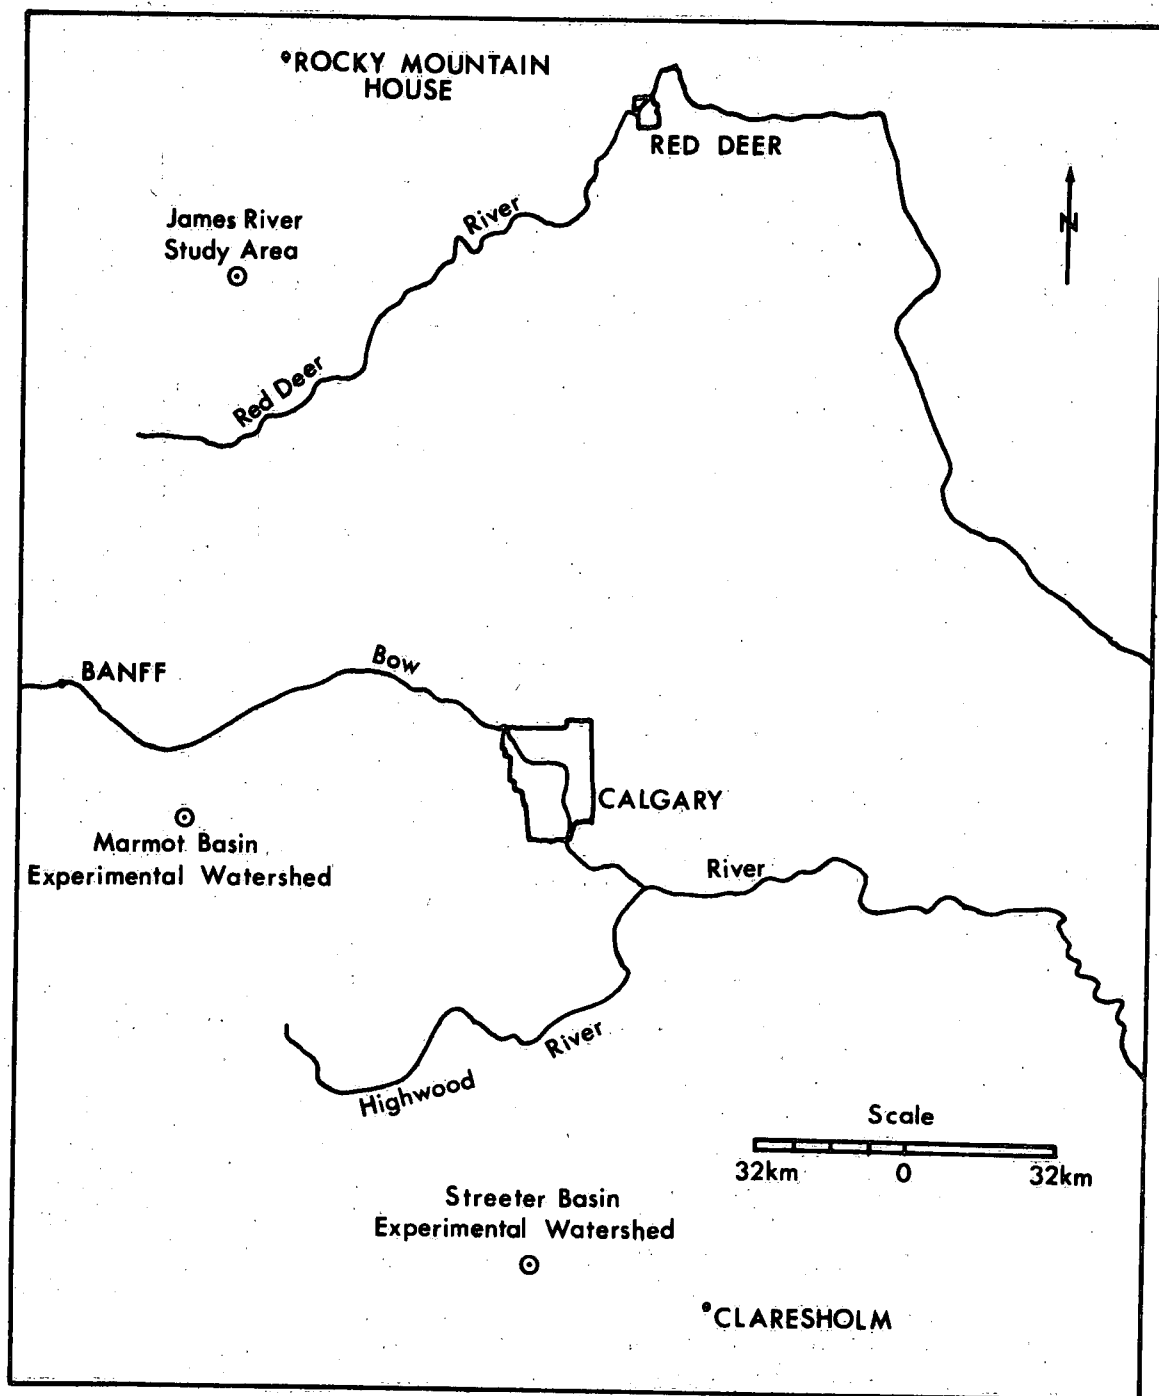 ROCKY MOUNTAIN
HOUSE
RED DEER
James River
Study Area
River
N
Red Deer
BANFF
Bow
CALGARY
Marmot Basin
Experimental Watershed
River
River
Highwood
Scale
32km 0 32km
Streeter Basin
Experimental Watershed
CLARESHOLM